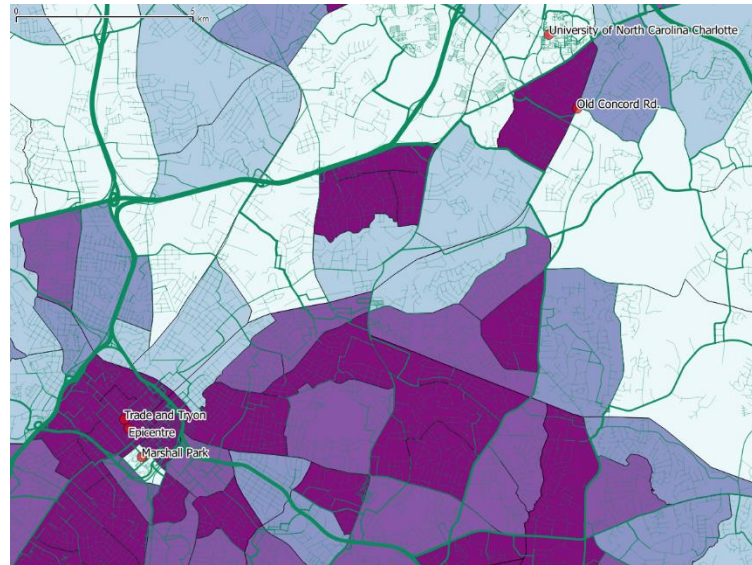 0 5
km
University of North Carolina Charlotte
Old Concord Rd.
Trade and Tryon
Epicentre
Marshall Park